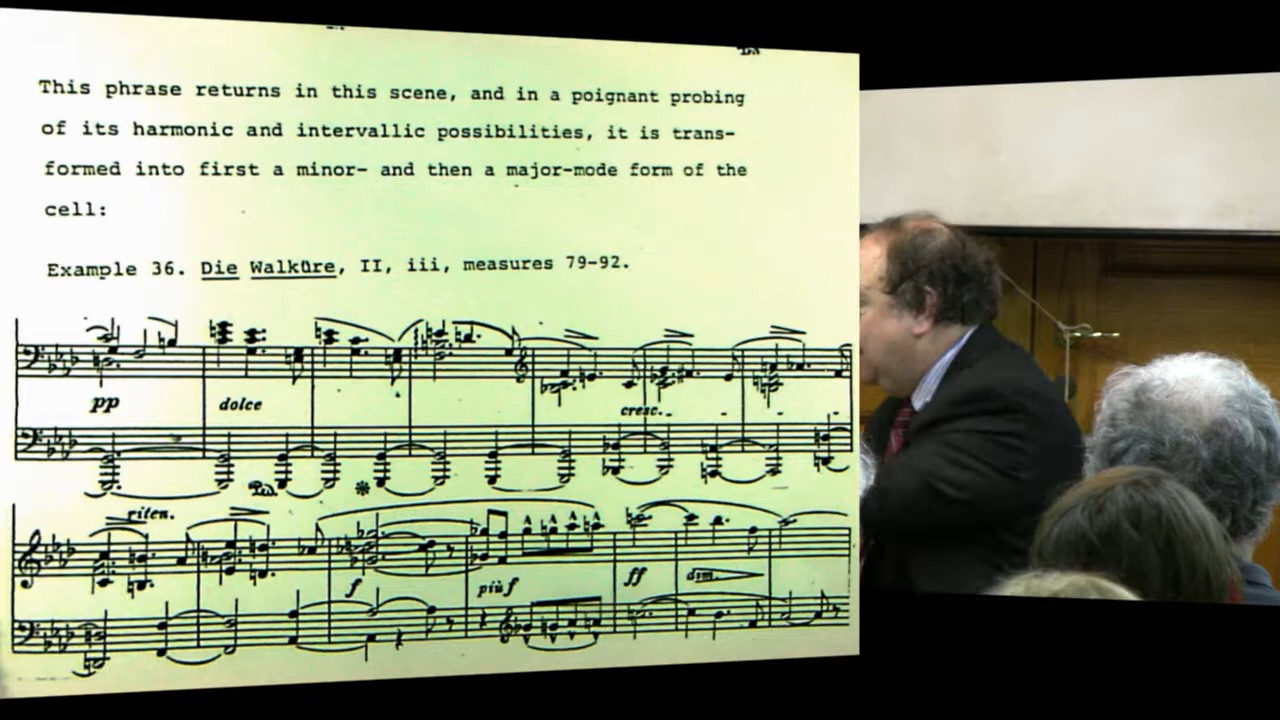 This phrase returns in this scene, and in a poignant probing
of its harmonic and intervallic possibilities, it is trans-
formed into first a minor- and then a major-mode form of the
cell:
Example 36. Die Walküre, II, iii, measures 79-92.
pp dolce cresc.
Ped.
riten.
f più f ff dim.